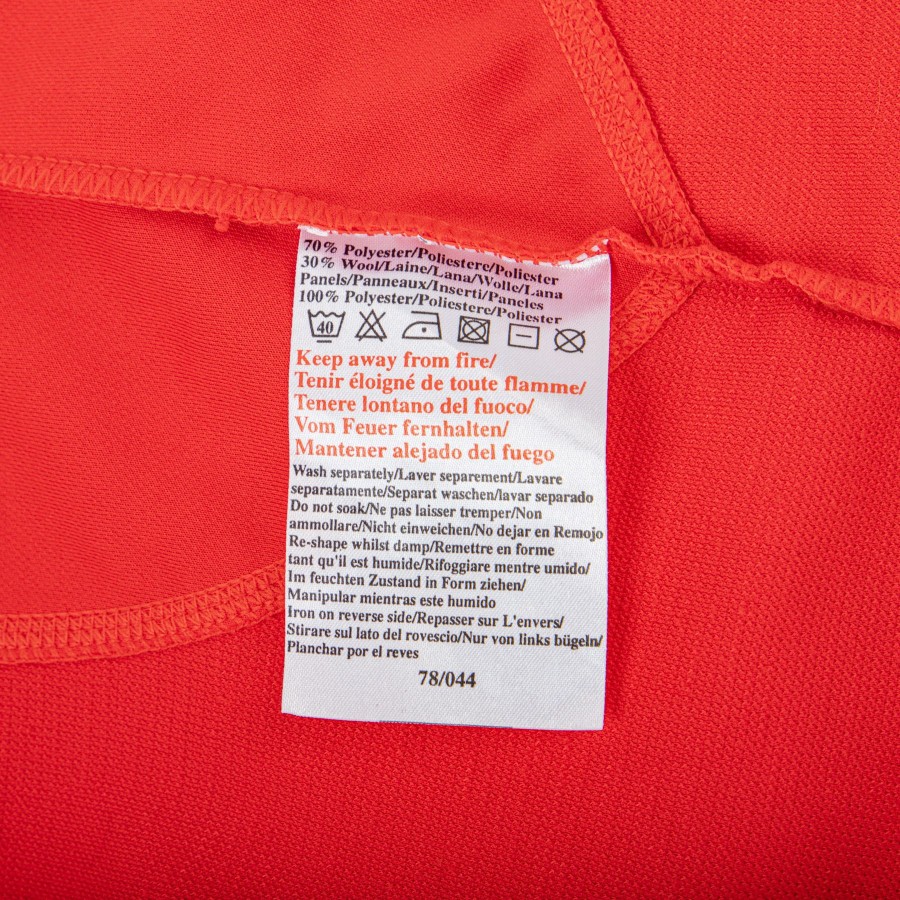 70% Polyester/Poliestere/Poliester
30% Wool/Laine/Lana/Wolle/Lana
Panels/Panneaux/Inserti/Paneles
100% Polyester/Poliestere/Poliester
40
Keep away from fire/
Tenir éloigné de toute flamme/
Tenere lontano del fuoco/
Vom Feuer fernhalten/
Mantener alejado del fuego
Wash separately/Laver separement/Lavare
separatamente/Separat waschen/lavar separado
Do not soak/Ne pas laisser tremper/Non
ammollare/Nicht einweichen/No dejar en Remojo
Re-shape whilst damp/Remettre en forme
tant qu'il est humide/Rifoggiare mentre umido/
Im feuchten Zustand in Form ziehen/
Manipular mientras este humido
Iron on reverse side/Repasser sur L'envers/
Stirare sul lato del rovescio/Nur von links bügeln/
Planchar por el reves
78/044